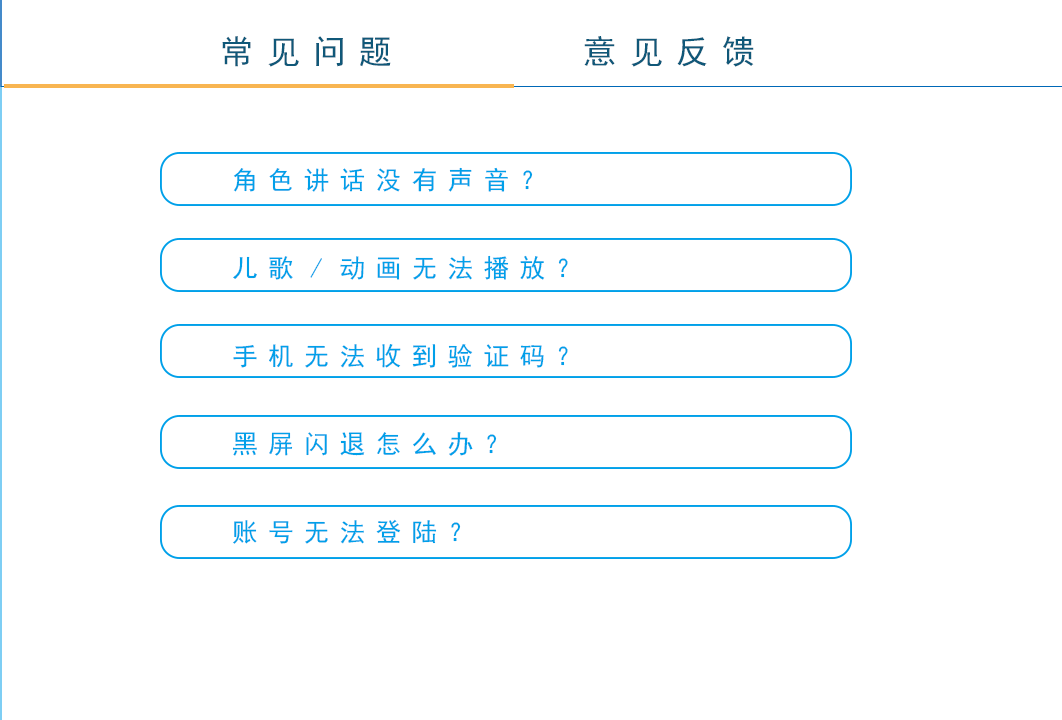 常见问题 意见反馈
角色讲话没有声音？
儿歌/动画无法播放？
手机无法收到验证码？
黑屏闪退怎么办？
账号无法登陆？